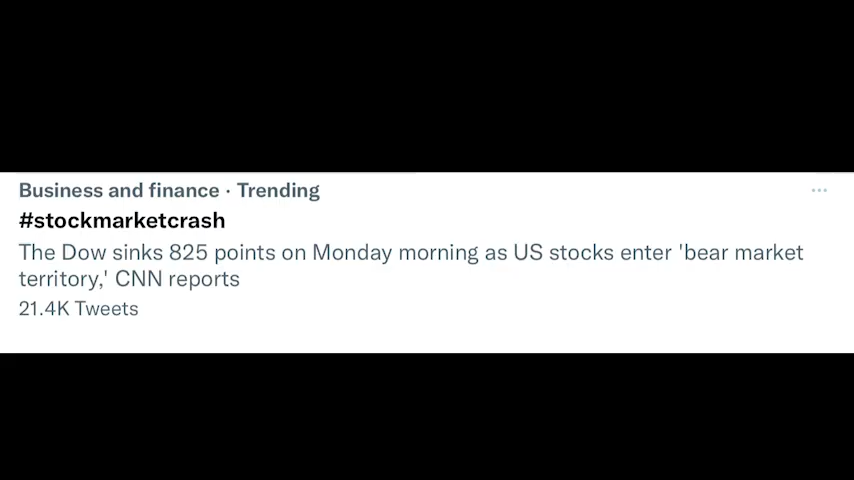 Business and finance · Trending
#stockmarketcrash
The Dow sinks 825 points on Monday morning as US stocks enter 'bear market
territory,' CNN reports
21.4K Tweets